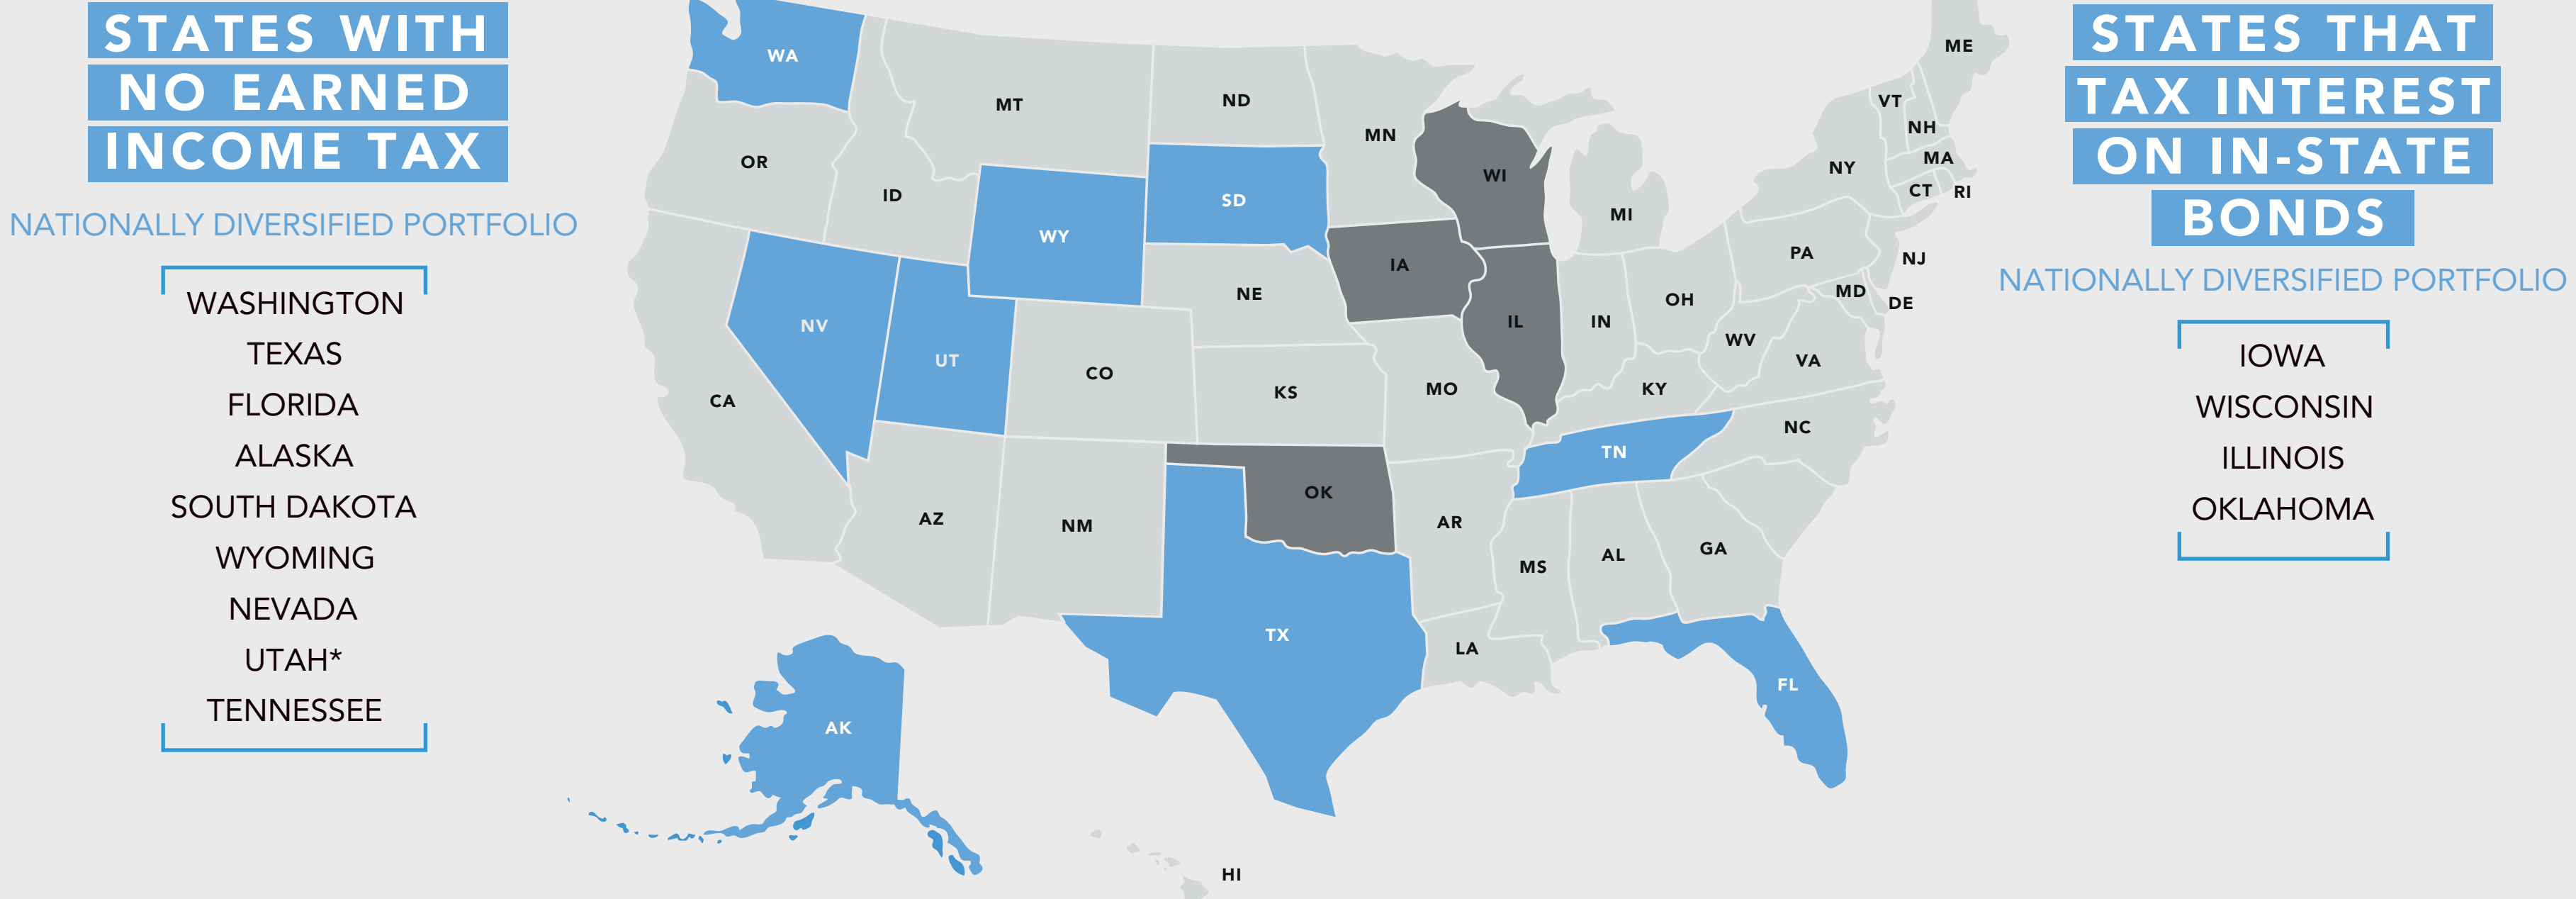 STATES WITH
NO EARNED
INCOME TAX
NATIONALLY DIVERSIFIED PORTFOLIO
WASHINGTON
TEXAS
FLORIDA
ALASKA
SOUTH DAKOTA
WYOMING
NEVADA
UTAH*
TENNESSEE
WA
MT
ND
MN
OR
ID
WY
SD
WI
MI
IA
NE
NV
UT
CO
IL
IN
OH
CA
KS
MO
KY
WV
VA
PA
NY
VT
NH
ME
MA
CT
RI
NJ
MD
DE
NC
TN
OK
AZ
NM
AR
MS
AL
GA
TX
LA
FL
AK
HI
STATES THAT
TAX INTEREST
ON IN-STATE
BONDS
NATIONALLY DIVERSIFIED PORTFOLIO
IOWA
WISCONSIN
ILLINOIS
OKLAHOMA